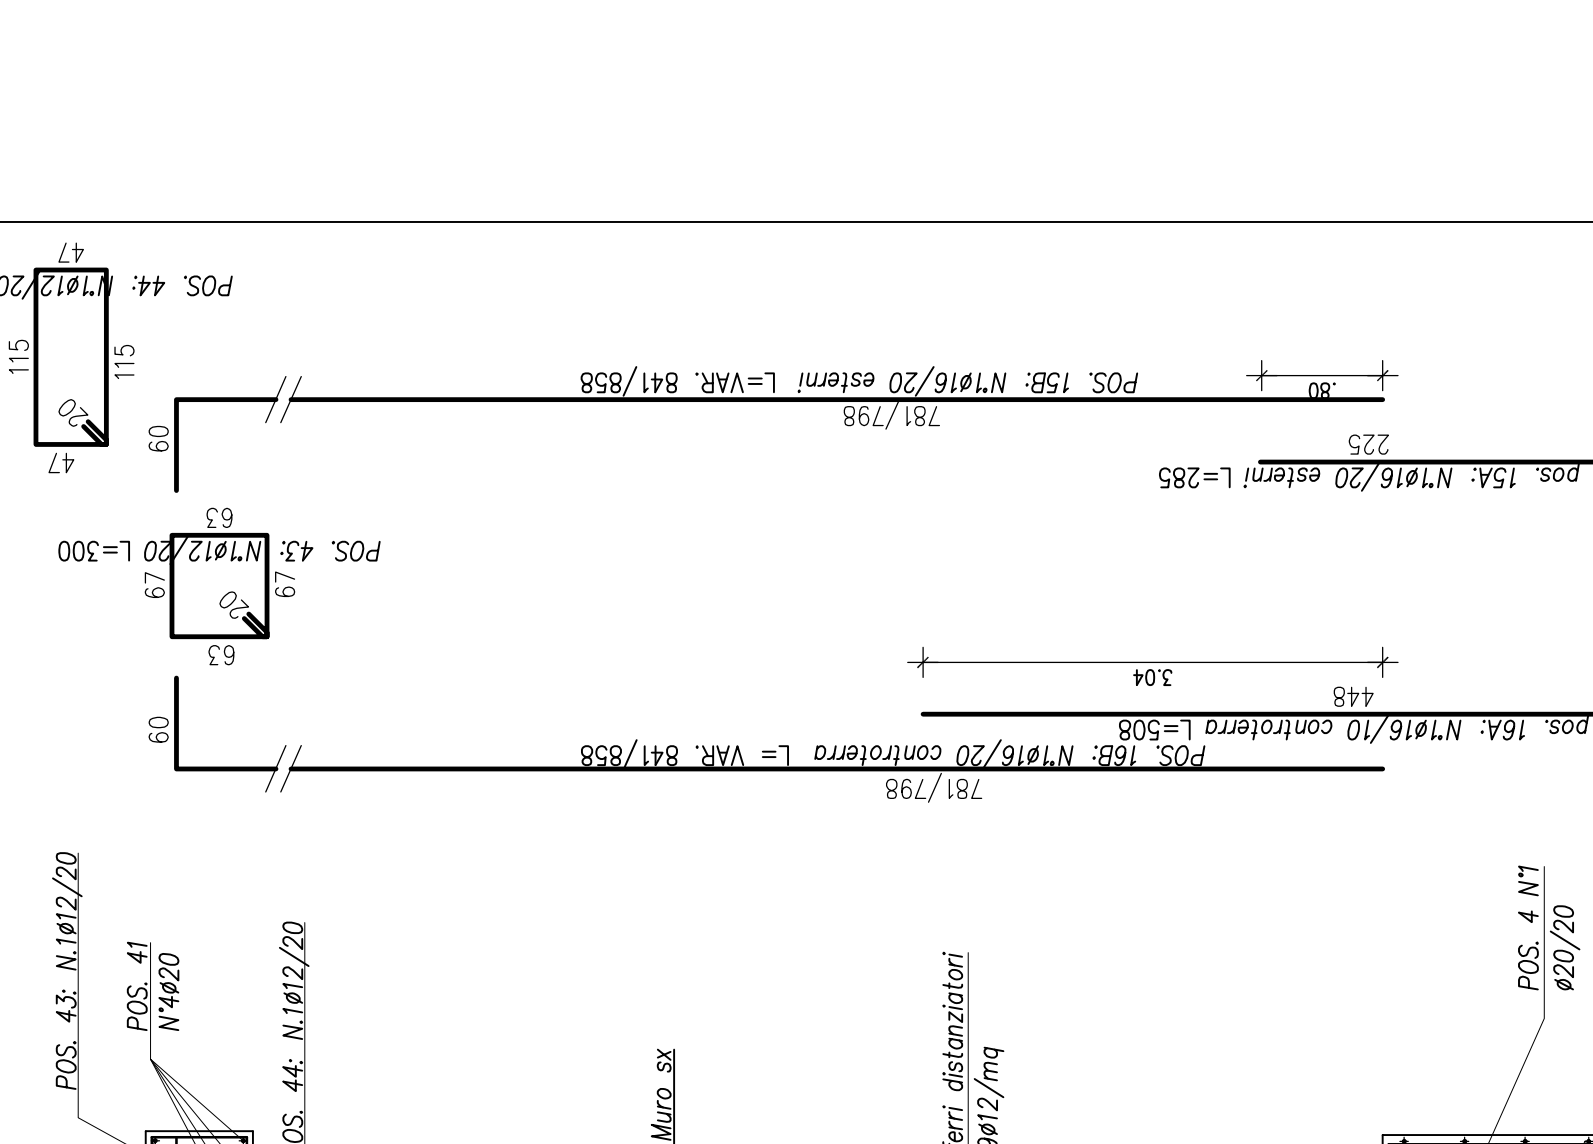 47
POS. 44: N°1ø12/20
115
115
20
47
POS. 15B: N°1ø16/20 esterni L=VAR. 841/858
781/798
60
.80
225
pos. 15A: N°1ø16/20 esterni L=285
63
POS. 43: N°1ø12/20 L=300
67
67
20
63
3.04
448
pos. 16A: N°1ø16/10 controterra L=508
60
POS. 16B: N°1ø16/20 controterra L= VAR. 841/858
781/798
POS. 43: N.1ø12/20
POS. 41
N°4ø20
OS. 44: N.1ø12/20
Muro sx
ferri distanziatori
9ø12/mq
POS. 4 N°1
ø20/20